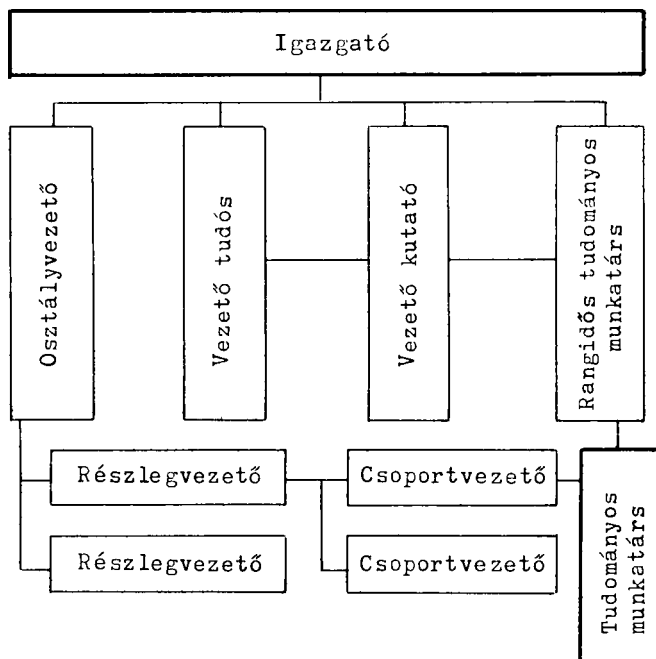 Igazgató
Osztályvezető
Vezető tudós
Vezető kutató
Rangidős tudományos
munkatárs
Részlegvezető
Csoportvezető
Részlegvezető
Csoportvezető
Tudományos
munkatárs